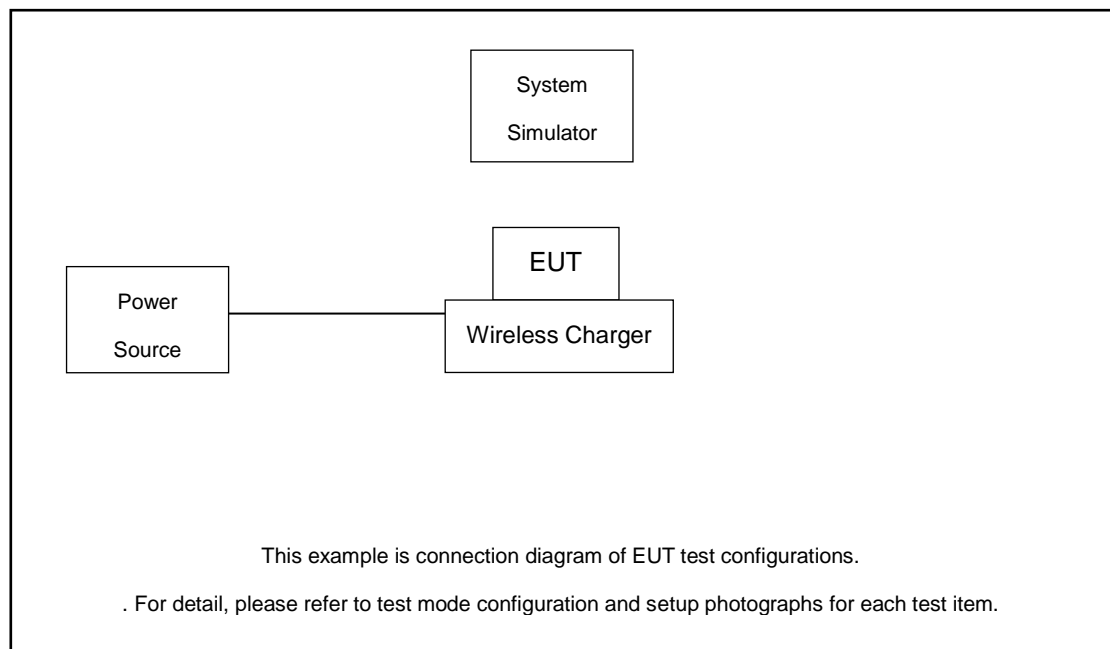 System
Simulator
EUT
Power
Source
Wireless Charger
This example is connection diagram of EUT test configurations.
. For detail, please refer to test mode configuration and setup photographs for each test item.